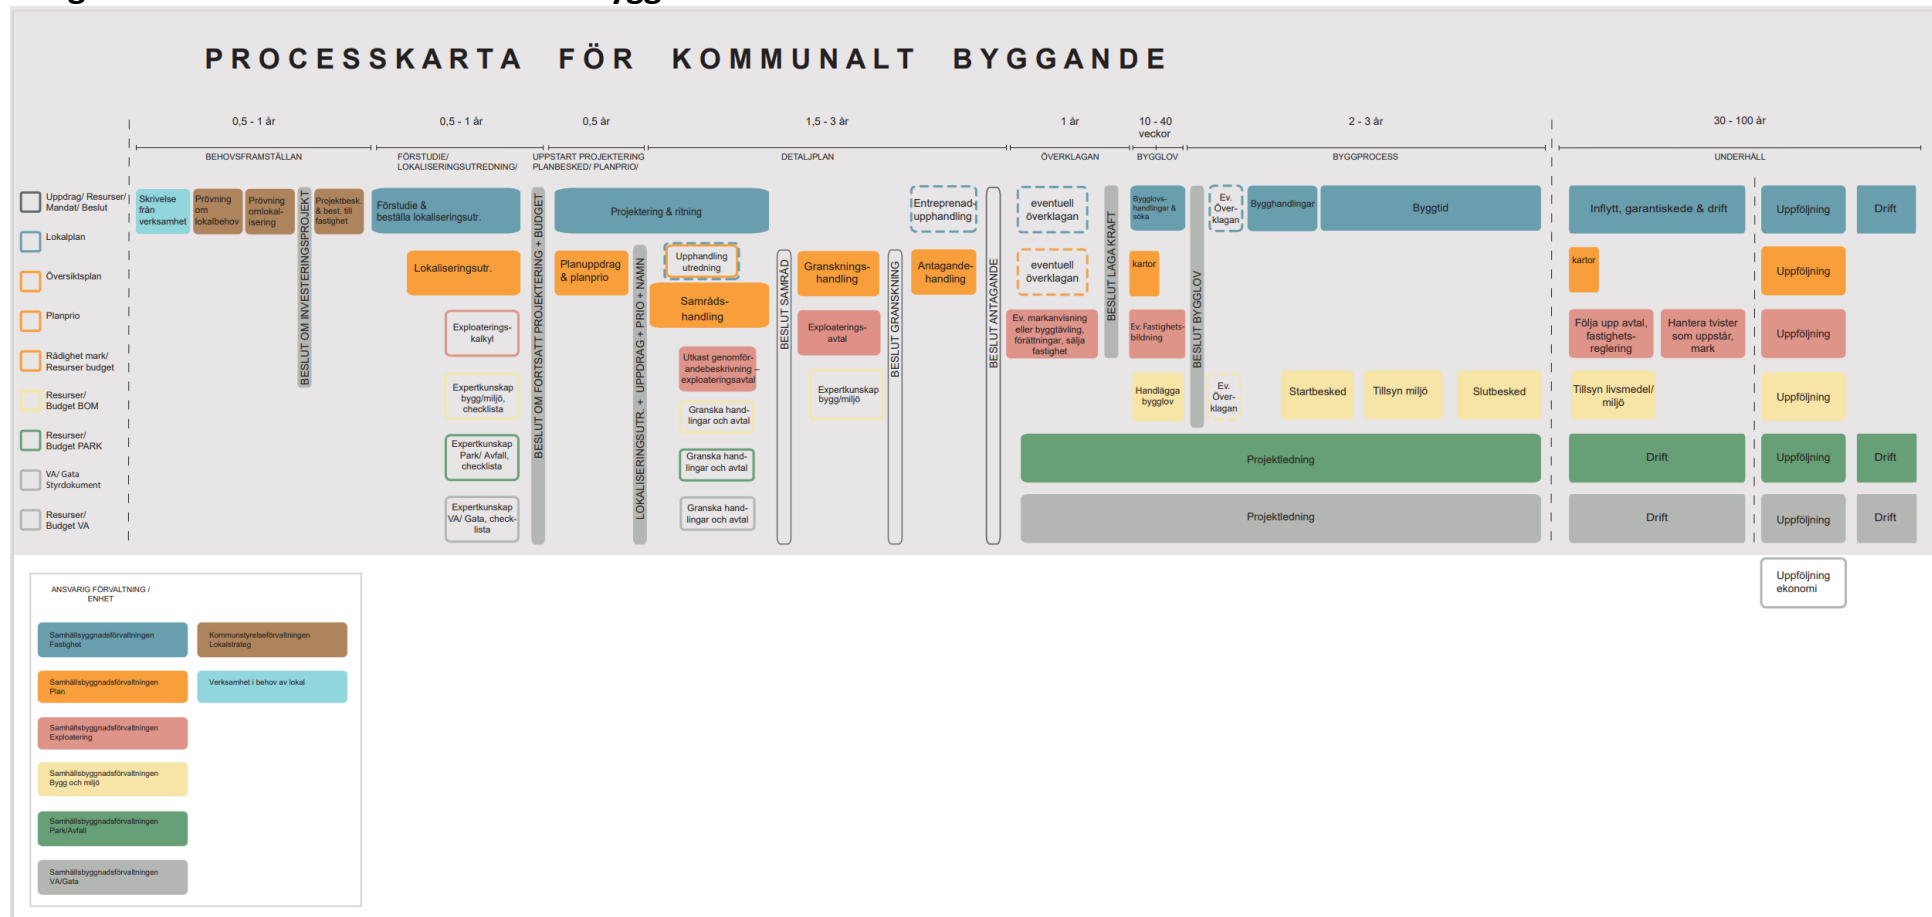 PROCESSKARTA FÖR KOMMUNALT BYGGANDE
0,5 - 1 år
0,5 - 1 år
0,5 år
1,5 - 3 år
1 år
10 - 40
veckor
2 - 3 år
30 - 100 år
BEHOVSFRAMSTÄLLAN
FÖRSTUDIE/
LOKALISERINGSUTREDNING/
UPPSTART PROJEKTERING
PLANBESKED/ PLANPRIO/
DETALJPLAN
ÖVERKLAGAN
BYGGLOV
BYGGPROCESS
UNDERHÅLL
Uppdrag/ Resurser/
Mandat/ Beslut
Lokalplan
Översiktsplan
Planprio
Rådighet mark/
Resurser budget
Resurser/
Budget BOM
Resurser/
Budget PARK
VA/ Gata
Styrdokument
Resurser/
Budget VA
Skrivelse
från
verksamhet
Prövning
om
lokalbehov
Prövning
omlokal-
isering
BESLUT OM INVESTERINGSPROJEKT
Projektbesk.
& best. till
fastighet
Förstudie &
beställa lokaliseringsutr.
BESLUT OM FORTSATT PROJEKTERING + BUDGET
Projektering & ritning
Entreprenad-
upphandling
BESLUT ANTAGANDE
eventuell
överklagan
BESLUT LAGA KRAFT
Bygglovs-
handlingar &
söka
BESLUT BYGGLOV
Ev.
Över-
klagan
Bygghandlingar
Byggtid
Inflytt, garantiskede & drift
Uppföljning
Drift
Lokaliseringsutr.
Planuppdrag
& planprio
LOKALISERINGSUTR. + UPPDRAG + PRIO + NAMN
Upphandling
utredning
Samråds-
handling
BESLUT SAMRÅD
Gransknings-
handling
BESLUT GRANSKNING
Antagande-
handling
eventuell
överklagan
kartor
kartor
Uppföljning
Exploaterings-
kalkyl
Utkast genomför-
andebeskrivning –
exploateringsavtal
Exploaterings-
avtal
Ev. markanvisning
eller byggtävling,
förättningar, sälja
fastighet
Ev. Fastighets-
bildning
Följa upp avtal,
fastighets-
reglering
Hantera tvister
som uppstår,
mark
Uppföljning
Expertkunskap
bygg/miljö,
checklista
Granska hand-
lingar och avtal
Expertkunskap
bygg/miljö
Handlägga
bygglov
Ev.
Över-
klagan
Startbesked
Tillsyn miljö
Slutbesked
Tillsyn livsmedel/
miljö
Uppföljning
Expertkunskap
Park/ Avfall,
checklista
Granska hand-
lingar och avtal
Projektledning
Drift
Uppföljning
Drift
Expertkunskap
VA/ Gata, check-
lista
Granska hand-
lingar och avtal
Projektledning
Drift
Uppföljning
Drift
Uppföljning
ekonomi
ANSVARIG FÖRVALTNING /
ENHET
Samhällsbyggnadsförvaltningen
Fastighet
Kommunstyrelseförvaltningen
Lokalstrateg
Samhällsbyggnadsförvaltningen
Plan
Verksamhet i behov av lokal
Samhällsbyggnadsförvaltningen
Exploatering
Samhällsbyggnadsförvaltningen
Bygg och miljö
Samhällsbyggnadsförvaltningen
Park/Avfall
Samhällsbyggnadsförvaltningen
VA/Gata